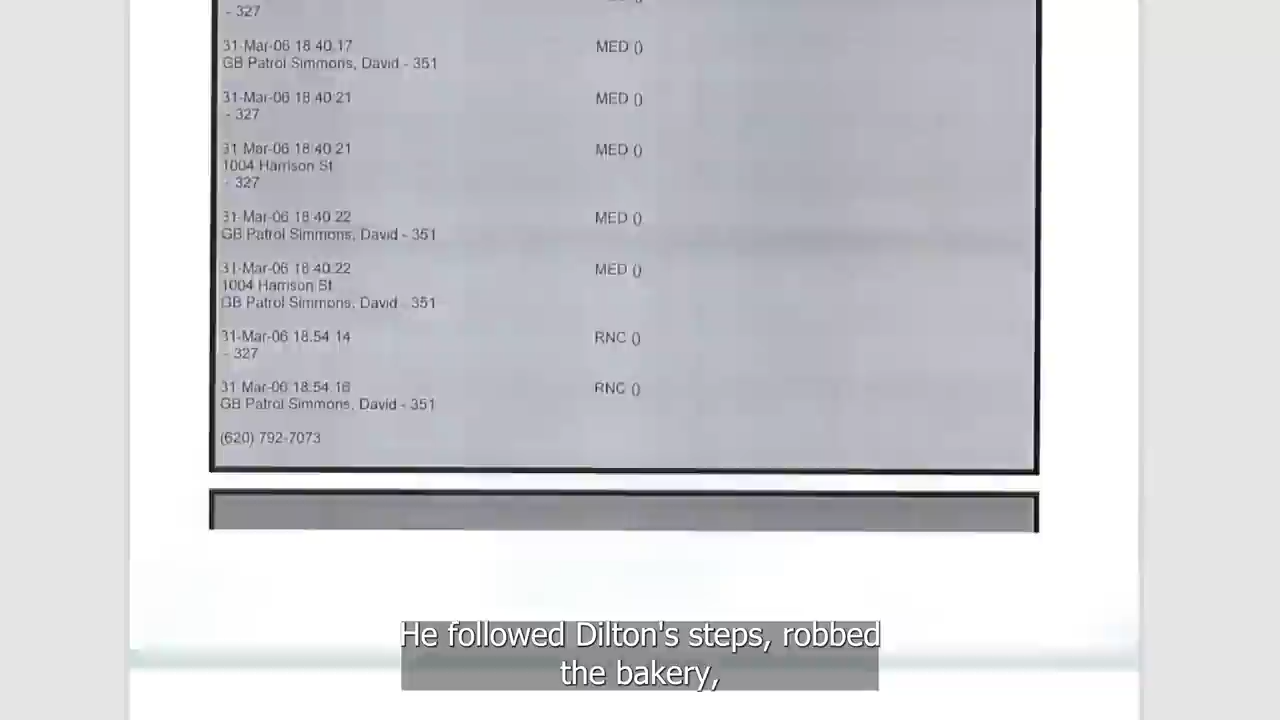 - 327
31-Mar-06 18 40.17
MED ()
GB Patrol Simmons, David - 351
31-Mar-06 18 40 21
MED ()
- 327
31 Mar-06 18 40 21
MED ()
1004 Harrison St
- 327
31-Mar-06 18 40 22
MED ()
GB Patrol Simmons, David - 351
31-Mar-06 18 40.22
MED ()
1004 Harrison St
GB Patrol Simmons, David - 351
31-Mar-06 18.54 14
RNC ()
- 327
31 Mar-06 18.54.16
RNC ()
GB Patrol Simmons, David - 351
(620) 792-7073
He followed Dilton's steps, robbed
the bakery,